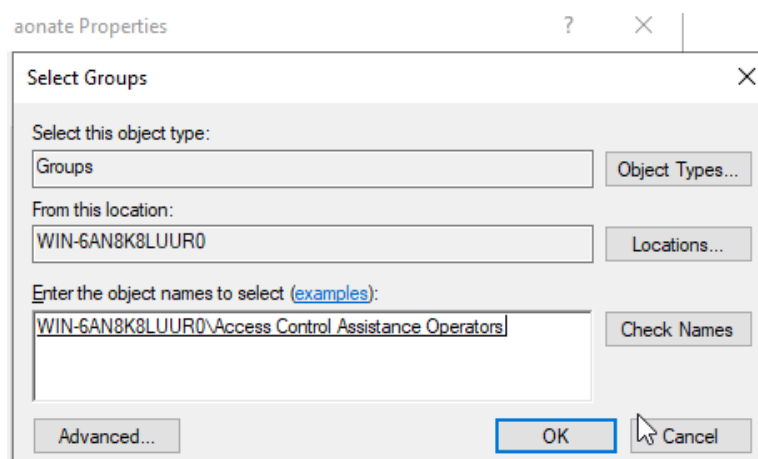 aonate Properties ?
Select Groups
Select this object type:
Groups Object Types...
From this location:
WIN-6AN8K8LUUR0 Locations...
Enter the object names to select (examples):
WIN-6AN8K8LUUR0\Access Control Assistance Operators Check Names
Advanced... OK Cancel